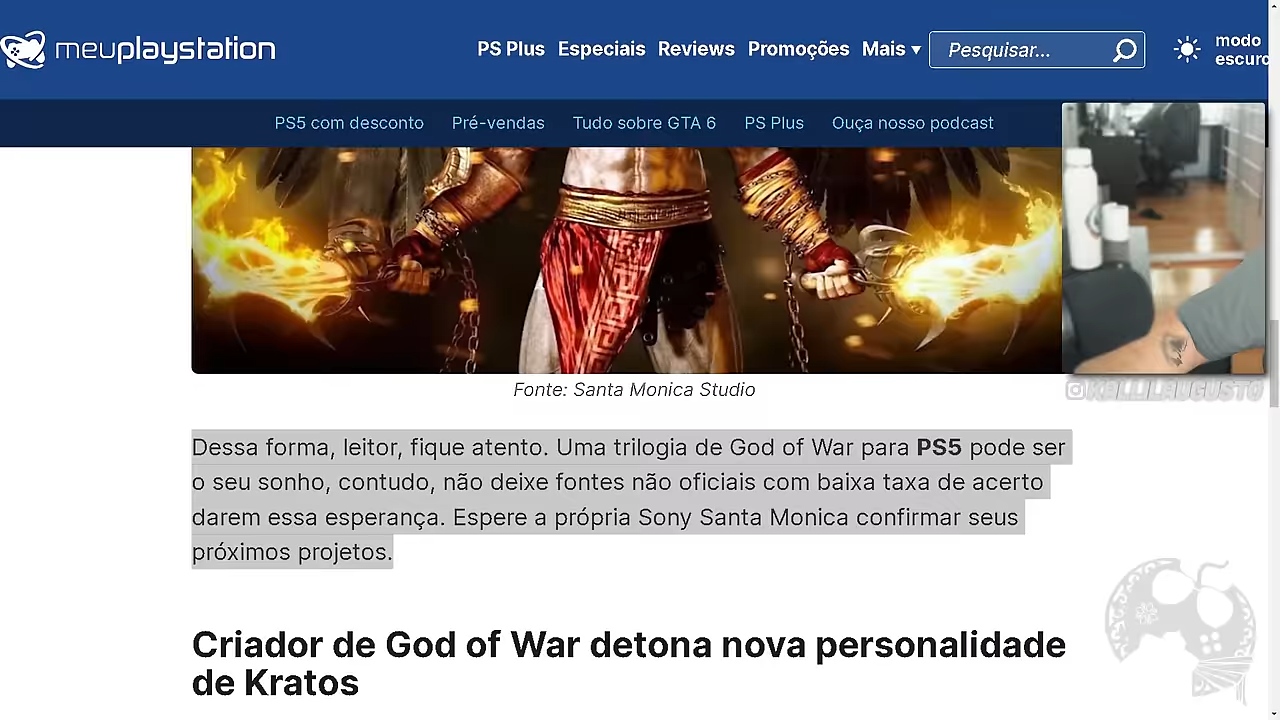 meuplaystation
PS Plus Especiais Reviews Promoções Mais
Pesquisar...
modo
escuro
PS5 com desconto Pré-vendas Tudo sobre GTA 6 PS Plus Ouça nosso podcast
Fonte: Santa Monica Studio
@KALLILAUGUSTO
Dessa forma, leitor, fique atento. Uma trilogia de God of War para PS5 pode ser
o seu sonho, contudo, não deixe fontes não oficiais com baixa taxa de acerto
darem essa esperança. Espere a própria Sony Santa Monica confirmar seus
próximos projetos.
Criador de God of War detona nova personalidade
de Kratos